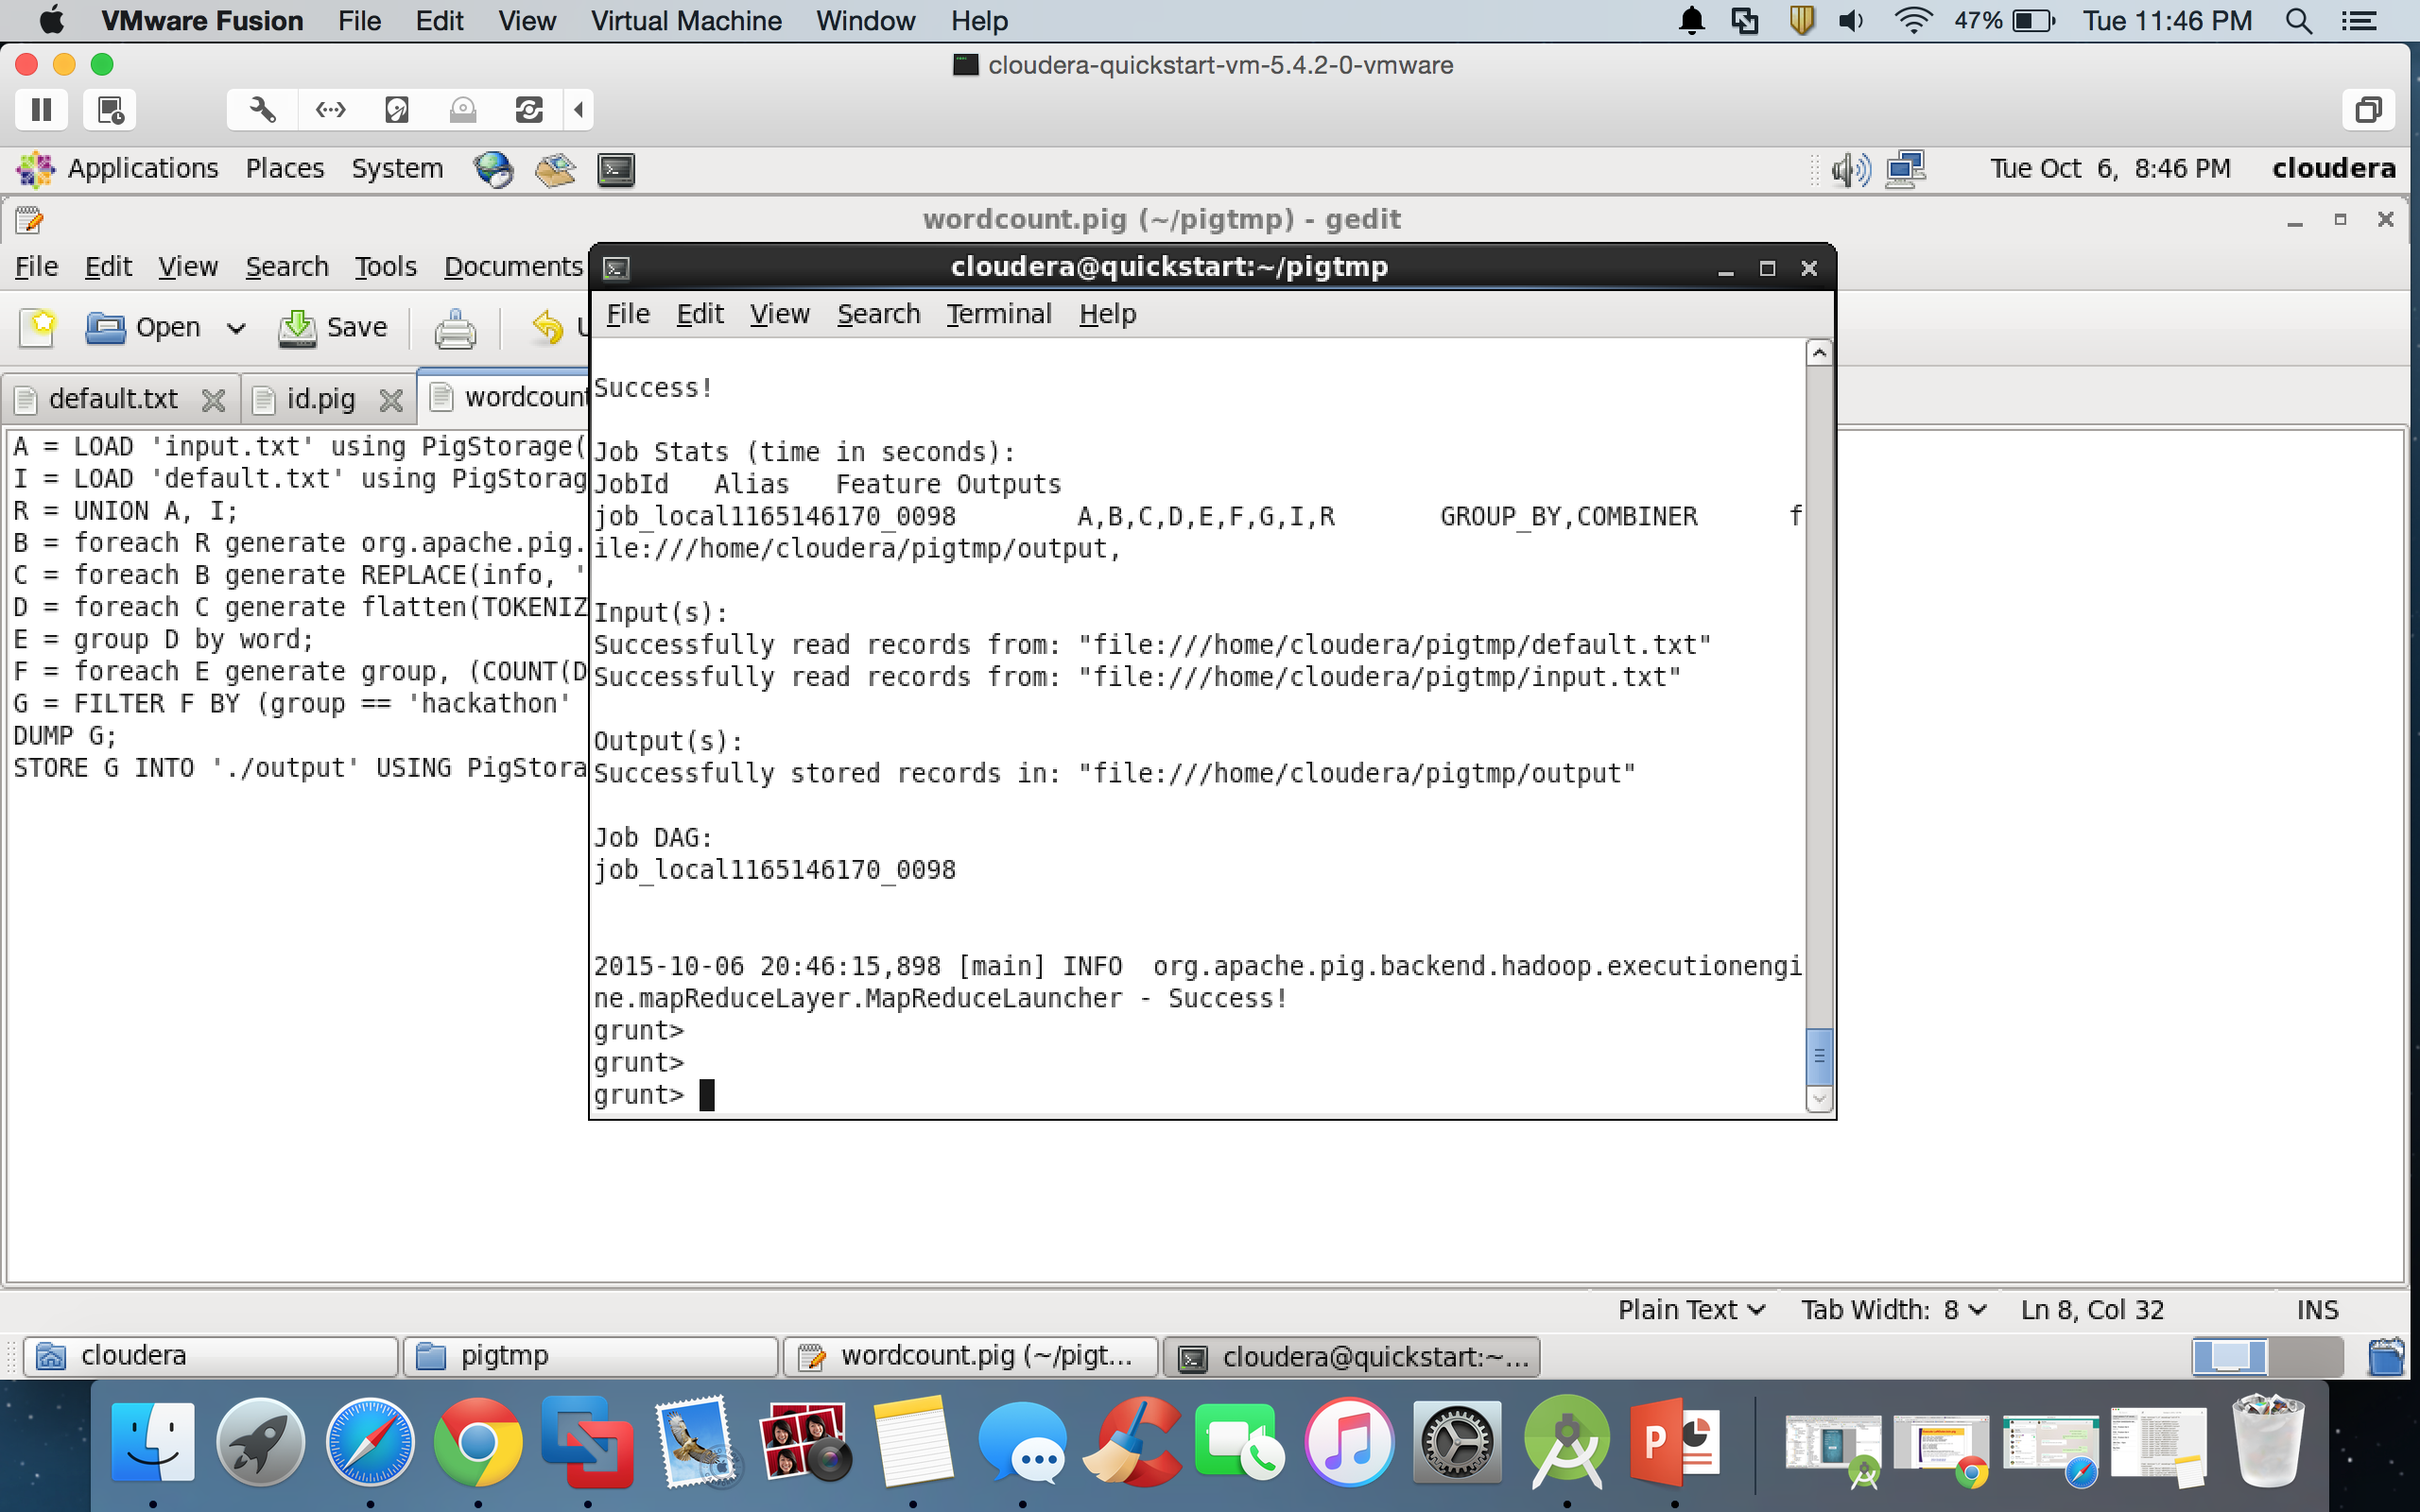 VMware Fusion File Edit View Virtual Machine Window Help 47% Tue 11:46 PM
cloudera-quickstart-vm-5.4.2-0-vmware
Applications Places System Tue Oct 6, 8:46 PM cloudera
wordcount.pig (~/pigtmp) - gedit
File Edit View Search Tools Documents
Open Save U
default.txt id.pig wordcount
A = LOAD 'input.txt' using PigStorage(
I = LOAD 'default.txt' using PigStorag
R = UNION A, I;
B = foreach R generate org.apache.pig.
C = foreach B generate REPLACE(info, '
D = foreach C generate flatten(TOKENIZ
E = group D by word;
F = foreach E generate group, (COUNT(D
G = FILTER F BY (group == 'hackathon'
DUMP G;
STORE G INTO './output' USING PigStora
cloudera@quickstart:~/pigtmp
File Edit View Search Terminal Help
Success!
Job Stats (time in seconds):
JobId Alias Feature Outputs
job_local1165146170_0098 A,B,C,D,E,F,G,I,R GROUP_BY,COMBINER f
ile:///home/cloudera/pigtmp/output,
Input(s):
Successfully read records from: "file:///home/cloudera/pigtmp/default.txt"
Successfully read records from: "file:///home/cloudera/pigtmp/input.txt"
Output(s):
Successfully stored records in: "file:///home/cloudera/pigtmp/output"
Job DAG:
job_local1165146170_0098
2015-10-06 20:46:15,898 [main] INFO org.apache.pig.backend.hadoop.executionengi
ne.mapReduceLayer.MapReduceLauncher - Success!
grunt>
grunt>
grunt>
Plain Text Tab Width: 8 Ln 8, Col 32 INS
cloudera pigtmp wordcount.pig (~/pigt... cloudera@quickstart:~...
P